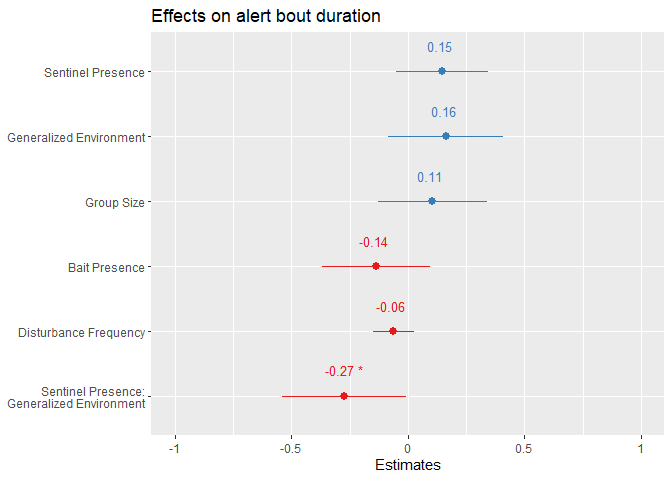 Effects on alert bout duration
Sentinel Presence
0.15
Generalized Environment
0.16
Group Size
0.11
Bait Presence
-0.14
Disturbance Frequency
-0.06
Sentinel Presence:
Generalized Environment
-0.27 *
-1
-0.5
0
0.5
1
Estimates